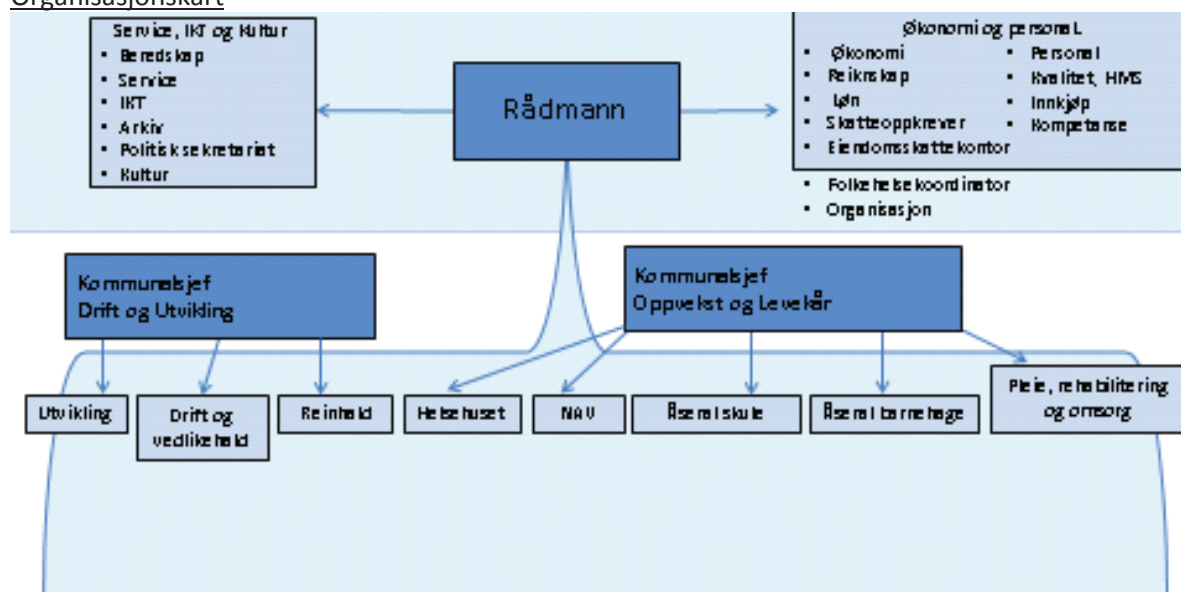 Organisasjonskart
Service, IKT og Kultur
• Beredskap
• Service
• IKT
• Arkiv
• Politisk sekretariat
• Kultur
Rådmann
Økonomi og personal
• Økonomi
• Reiknskap
• Løn
• Skatteoppkrever
• Eiendomsskattekontor
• Personal
• Kvalitet, HMS
• Innkjøp
• Kompetanse
• Folkehelsekoordinator
• Organisasjon
Kommunalsjef
Drift og Utvikling
Kommunalsjef
Oppvekst og Levekår
Utvikling
Drift og
vedlikehald
Reinhald
Helsehuset
NAV
Åseral skule
Åseral barnehage
Pleie, rehabilitering
og omsorg